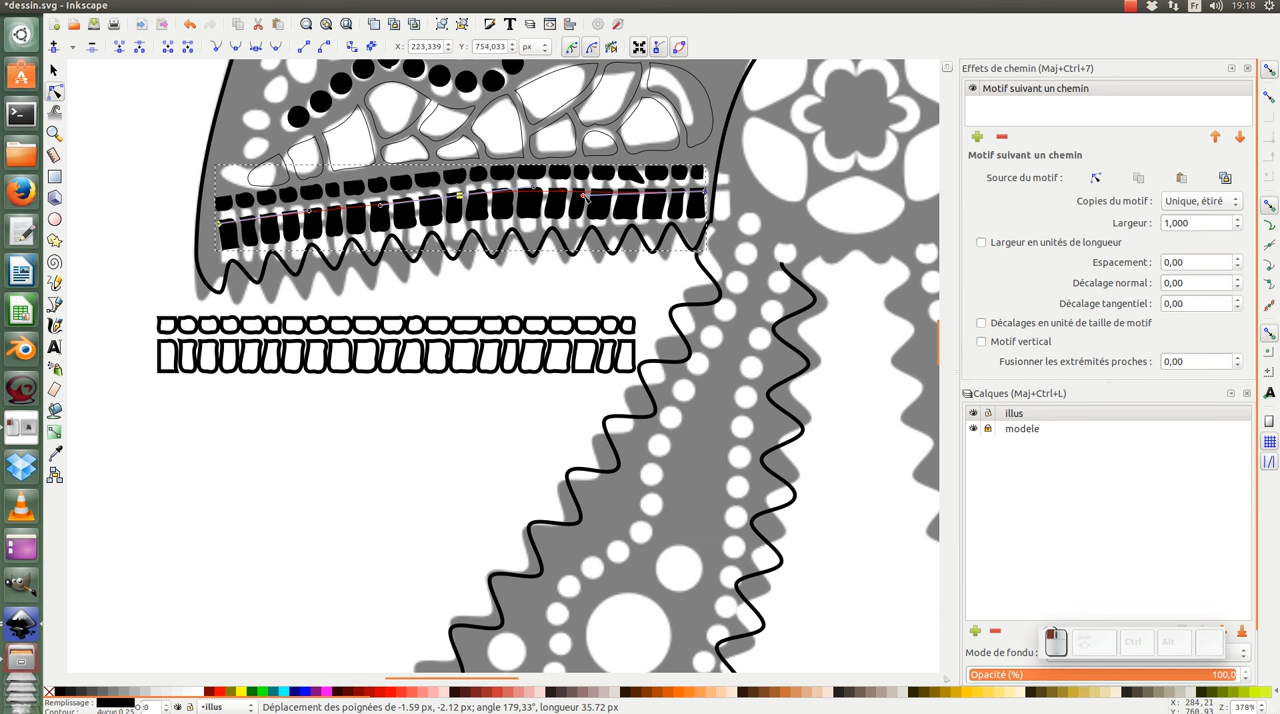 *dessin.svg - Inkscape
Fr 19:18
X: 223,339 Y: 754,033 px
Effets de chemin (Maj+Ctrl+7)
Motif suivant un chemin
Motif suivant un chemin
Source du motif :
Copies du motif : Unique, étiré
Largeur : 1,000
Largeur en unités de longueur
Espacement : 0,00
Décalage normal : 0,00
Décalage tangentiel : 0,00
Décalages en unité de taille de motif
Motif vertical
Fusionner les extrémités proches : 0,00
Calques (Maj+Ctrl+L)
illus
modele
Ctrl Alt
Mode de fondu :
Opacité (%) 100,0
Remplissage :
Contour : Aucun 0,25
O: 0
•illus
Déplacement des poignées de -1.59 px, -2.12 px; angle 179,33°, longueur 35.72 px
X: 284,21
Y: 760,93
Z: 378%